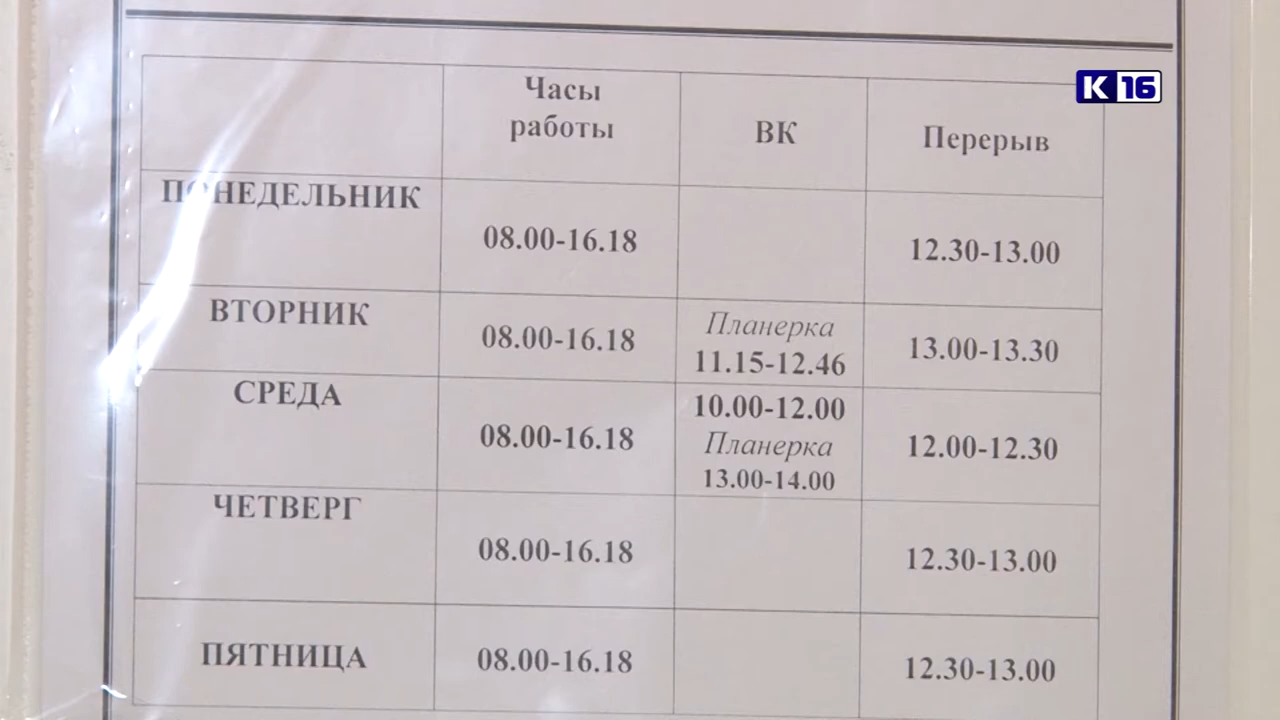 К 16
Часы
работы
ВК
Перерыв
ПОНЕДЕЛЬНИК
08.00-16.18
12.30-13.00
ВТОРНИК
08.00-16.18
Планерка
11.15-12.46
13.00-13.30
СРЕДА
08.00-16.18
10.00-12.00
Планерка
13.00-14.00
12.00-12.30
ЧЕТВЕРГ
08.00-16.18
12.30-13.00
ПЯТНИЦА
08.00-16.18
12.30-13.00